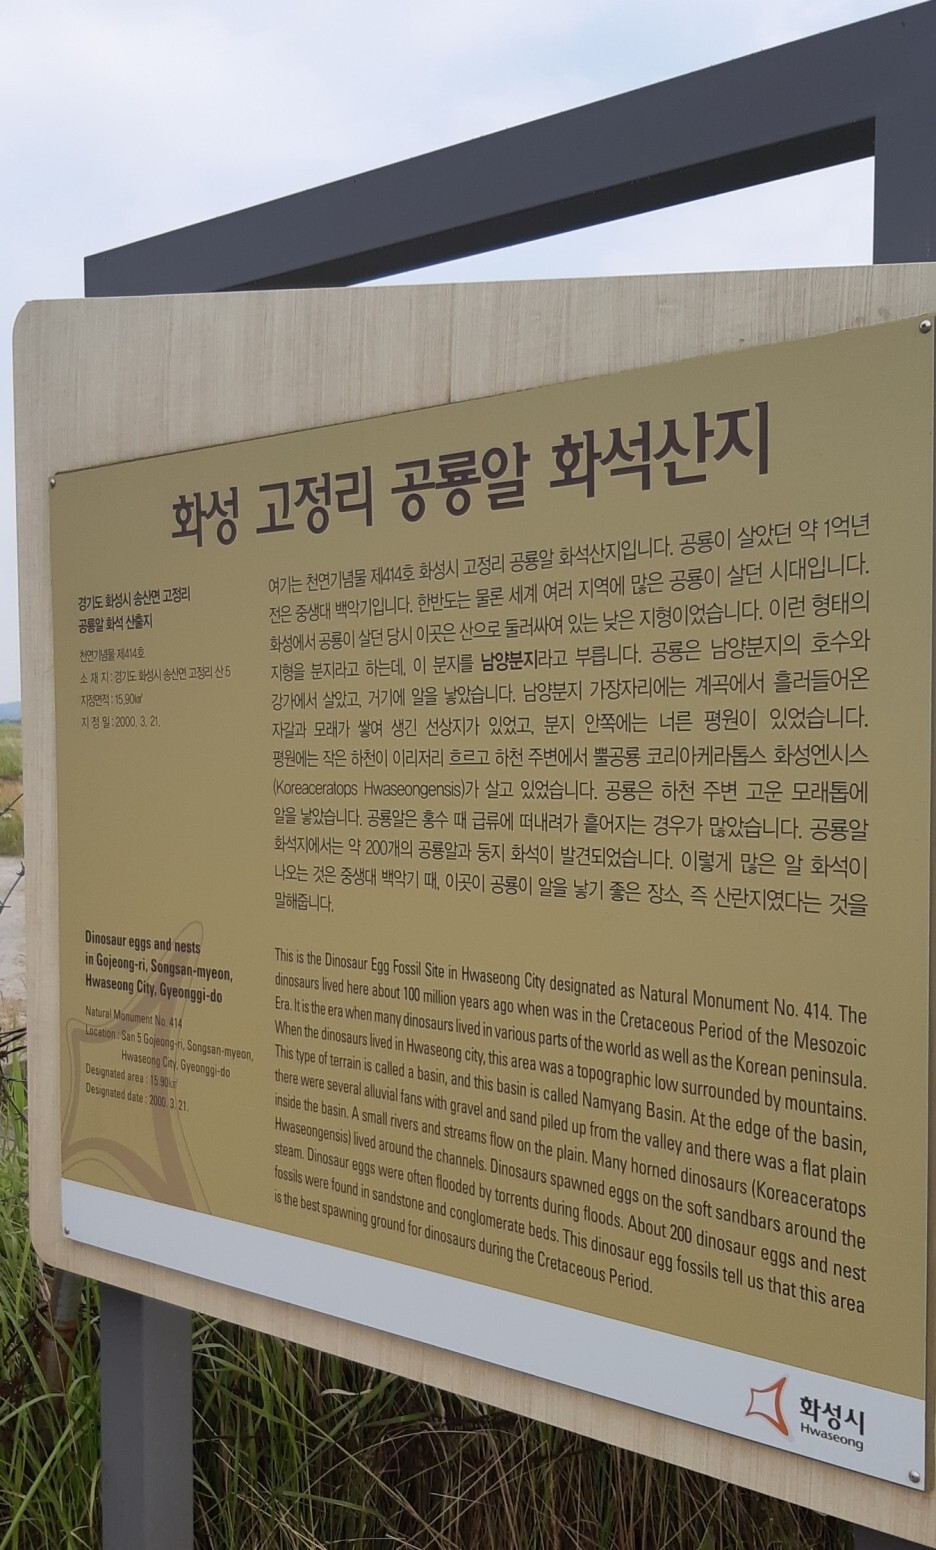 화성 고정리 공룡알 화석산지
경기도 화성시 송산면 고정리
공룡알 화석 산출지
천연기념물 제414호
소 재 지 : 경기도 화성시 송산면 고정리 산 5
지정면적 : 15.90㎢
지 정 일 : 2000. 3. 21.
여기는 천연기념물 제414호 화성시 고정리 공룡알 화석산지입니다. 공룡이 살았던 약 1억년
전은 중생대 백악기입니다. 한반도는 물론 세계 여러 지역에 많은 공룡이 살던 시대입니다.
화성에서 공룡이 살던 당시 이곳은 산으로 둘러싸여 있는 낮은 지형이었습니다. 이런 형태의
지형을 분지라고 하는데, 이 분지를 남양분지라고 부릅니다. 공룡은 남양분지의 호수와
강가에서 살았고, 거기에 알을 낳았습니다. 남양분지 가장자리에는 계곡에서 흘러들어온
자갈과 모래가 쌓여 생긴 선상지가 있었고, 분지 안쪽에는 너른 평원이 있었습니다.
평원에는 작은 하천이 이리저리 흐르고 하천 주변에서 뿔공룡 코리아케라톱스 화성엔시스
(Koreaceratops Hwaseongensis)가 살고 있었습니다. 공룡은 하천 주변 고운 모래톱에
알을 낳았습니다. 공룡알은 홍수 때 급류에 떠내려가 흩어지는 경우가 많았습니다. 공룡알
화석지에서는 약 200개의 공룡알과 둥지 화석이 발견되었습니다. 이렇게 많은 알 화석이
나오는 것은 중생대 백악기 때, 이곳이 공룡이 알을 낳기 좋은 장소, 즉 산란지였다는 것을
말해줍니다.
Dinosaur eggs and nests
in Gojeong-ri, Songsan-myeon,
Hwaseong City, Gyeonggi-do
Natural Monument No. 414
Location : San 5 Gojeong-ri, Songsan-myeon,
Hwaseong City, Gyeonggi-do
Designated area : 15.90㎢
Designated date : 2000. 3. 21.
This is the Dinosaur Egg Fossil Site in Hwaseong City designated as Natural Monument No. 414. The
dinosaurs lived here about 100 million years ago when was in the Cretaceous Period of the Mesozoic
Era. It is the era when many dinosaurs lived in various parts of the world as well as the Korean peninsula.
When the dinosaurs lived in Hwaseong city, this area was a topographic low surrounded by mountains.
This type of terrain is called a basin, and this basin is called Namyang Basin. At the edge of the basin,
there were several alluvial fans with gravel and sand piled up from the valley and there was a flat plain
inside the basin. A small rivers and streams flow on the plain. Many horned dinosaurs (Koreaceratops
Hwaseongensis) lived around the channels. Dinosaurs spawned eggs on the soft sandbars around the
steam. Dinosaur eggs were often flooded by torrents during floods. About 200 dinosaur eggs and nest
fossils were found in sandstone and conglomerate beds. This dinosaur egg fossils tell us that this area
is the best spawning ground for dinosaurs during the Cretaceous Period.
화성시
Hwaseong